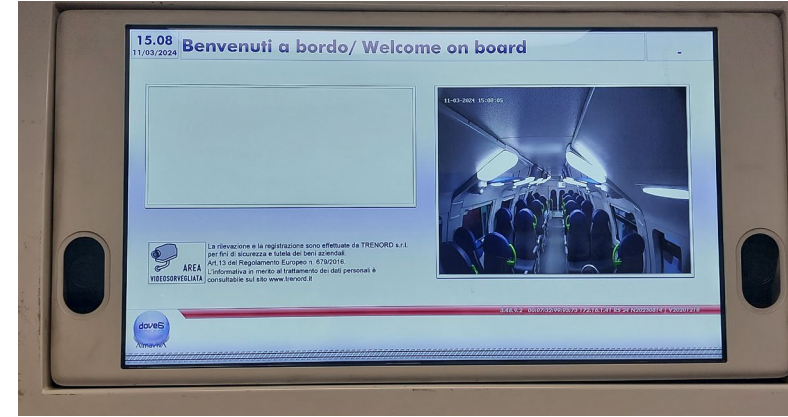 15.08
11/03/2024
Benvenuti a bordo/ Welcome on board
-
11-03-2024 15:08:05
La rilevazione e la registrazione sono effettuate da TRENORD s.r.l.
per fini di sicurezza e tutela dei beni aziendali.
Art.13 del Regolamento Europeo n. 679/2016.
L'informativa in merito al trattamento dei dati personali è
consultabile sul sito www.trenord.it
AREA
VIDEOSORVEGLIATA
dove6
Almaviva